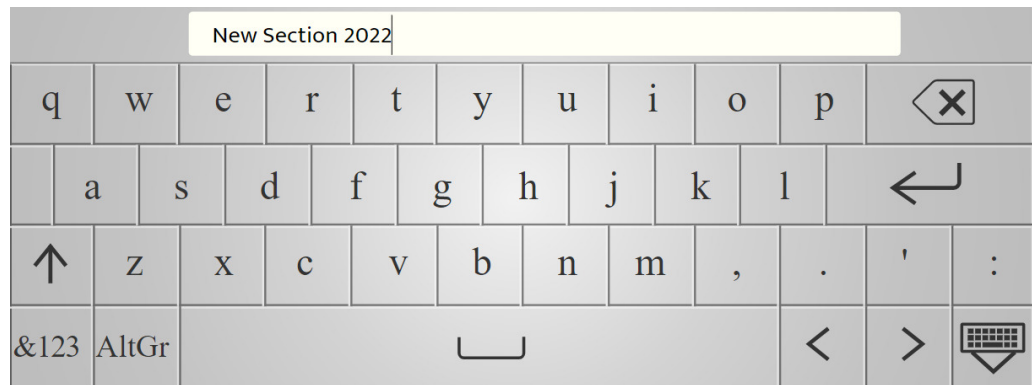 New Section 2022
q w e r t y u i o p
a s d f g h j k l
z x c v b n m , . ' :
&123 AltGr < >